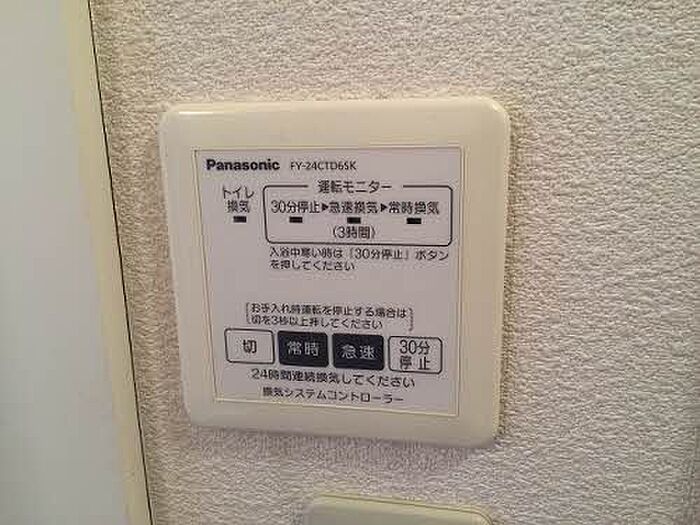 Panasonic FY-24CTD6SK
トイレ
換気
運転モニター
30分停止▶急速換気▶常時換気
(3時間)
入浴中寒い時は「30分停止」ボタン
を押してください
お手入れ時運転を停止する場合は
切を3秒以上押してください
切 常時 急速 30分
停止
24時間連続換気してください
換気システムコントローラー